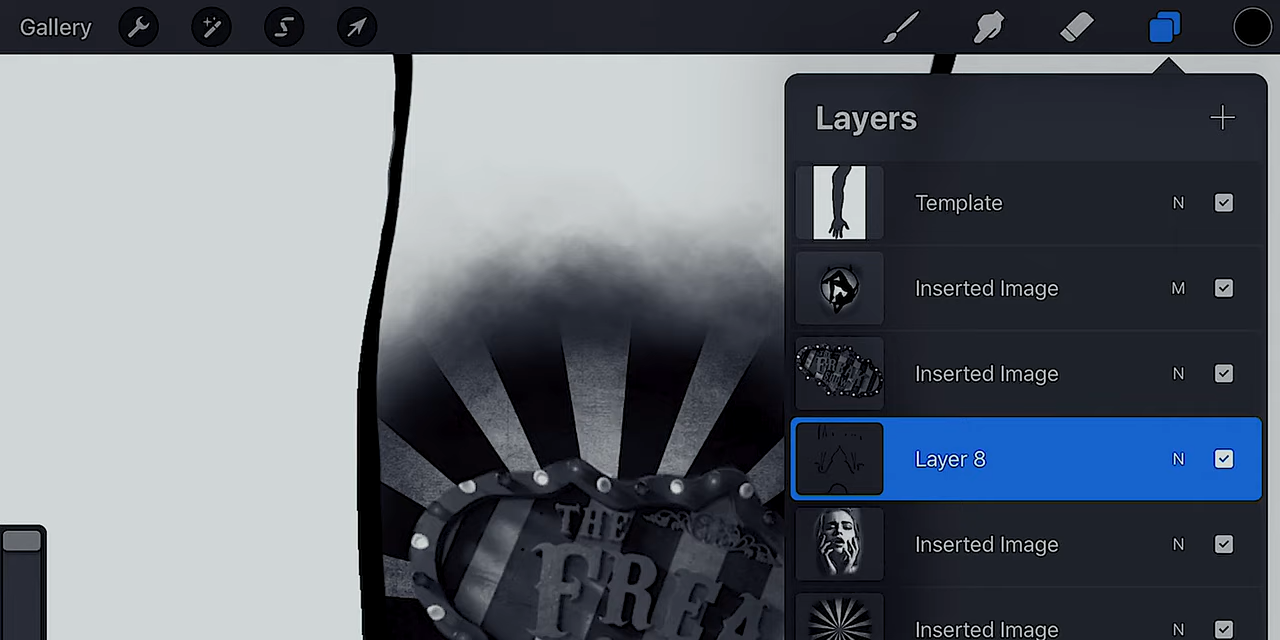 Gallery
Layers
Template N
Inserted Image M
Inserted Image N
Layer 8 N
Inserted Image N
Inserted Image N
THE
FREA